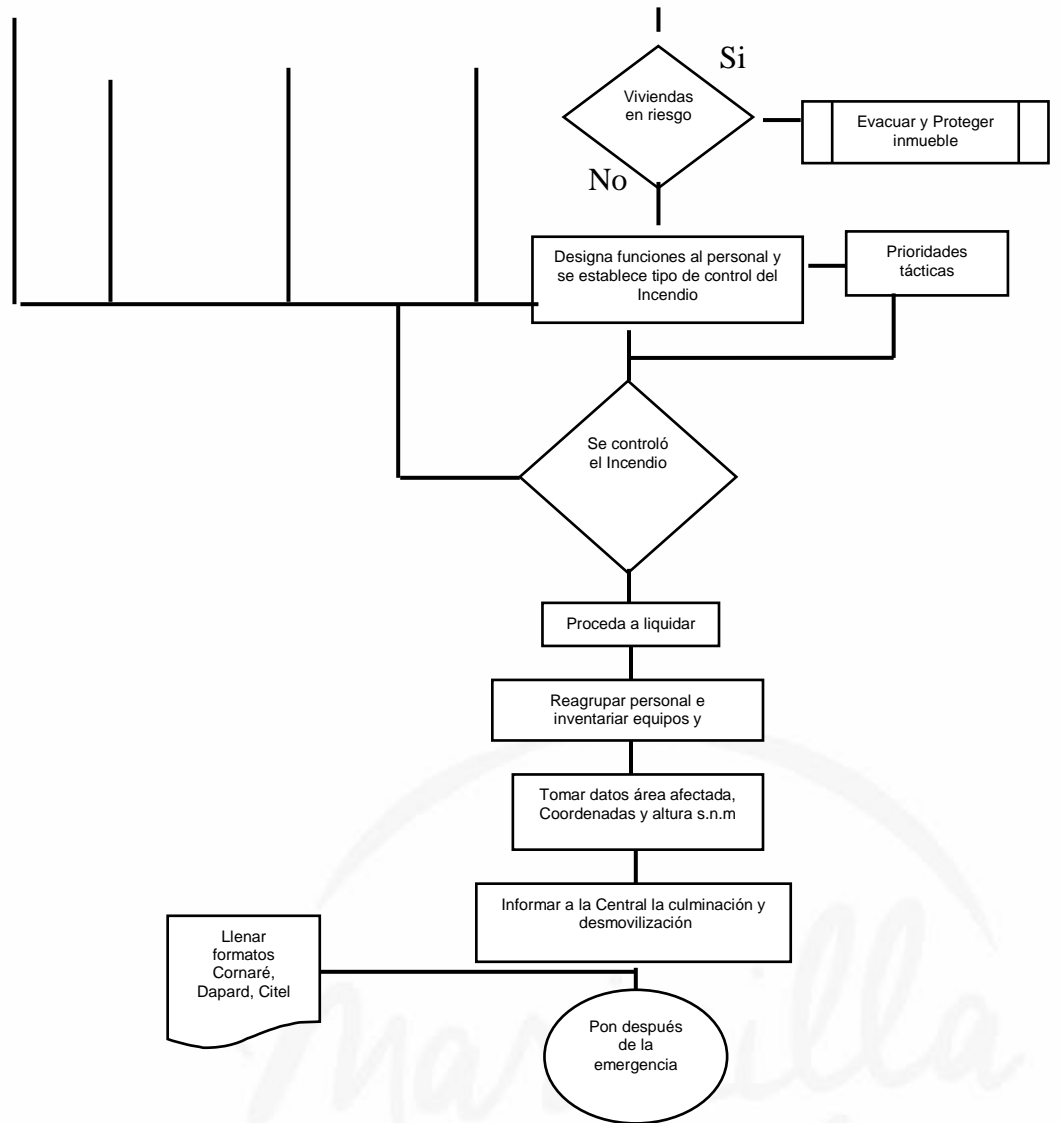 Si
Viviendas
en riesgo
Evacuar y Proteger
inmueble
No
Designa funciones al personal y
se establece tipo de control del
Incendio
Prioridades
tácticas
Se controló
el Incendio
Proceda a liquidar
Reagrupar personal e
inventariar equipos y
Tomar datos área afectada,
Coordenadas y altura s.n.m
Informar a la Central la culminación y
desmovilización
Llenar
formatos
Cornaré,
Dapard, Citel
Pon después
de la
emergencia